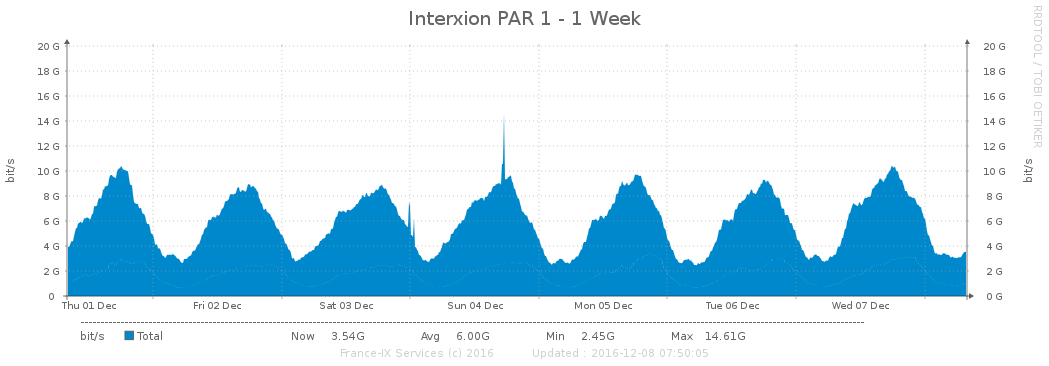 Interxion PAR 1 - 1 Week
RRDTOOL / TOBI OETIKER
bit/s
20 G 20 G
18 G 18 G
16 G 16 G
14 G 14 G
12 G 12 G
10 G 10 G
8 G 8 G
6 G 6 G
4 G 4 G
2 G 2 G
0 0 G
bit/s
Thu 01 Dec Fri 02 Dec Sat 03 Dec Sun 04 Dec Mon 05 Dec Tue 06 Dec Wed 07 Dec
bit/s Total Now 3.54G Avg 6.00G Min 2.45G Max 14.61G
France-IX Services (c) 2016 Updated : 2016-12-08 07:50:05